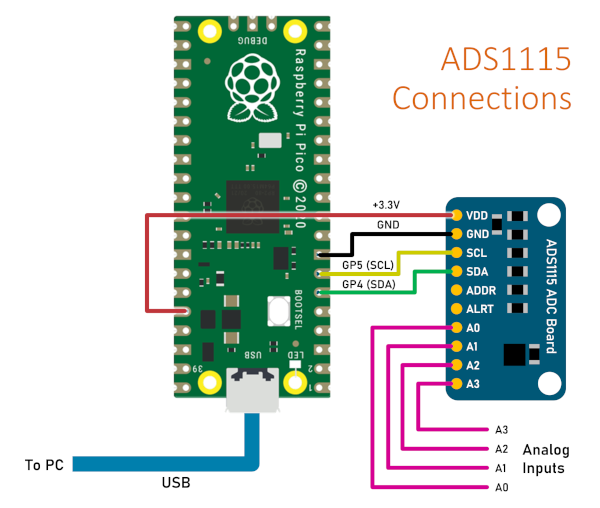 ADS1115
Connections
DEBUG
Raspberry Pi Pico © 2020
+3.3V
GND
GP5 (SCL)
GP4 (SDA)
BOOTSEL
USB
LED
39
2
1
VDD
GND
SCL
SDA
ADDR
ALRT
A0
A1
A2
A3
ADS1115 ADC Board
A3
A2
A1
A0
Analog
Inputs
To PC
USB